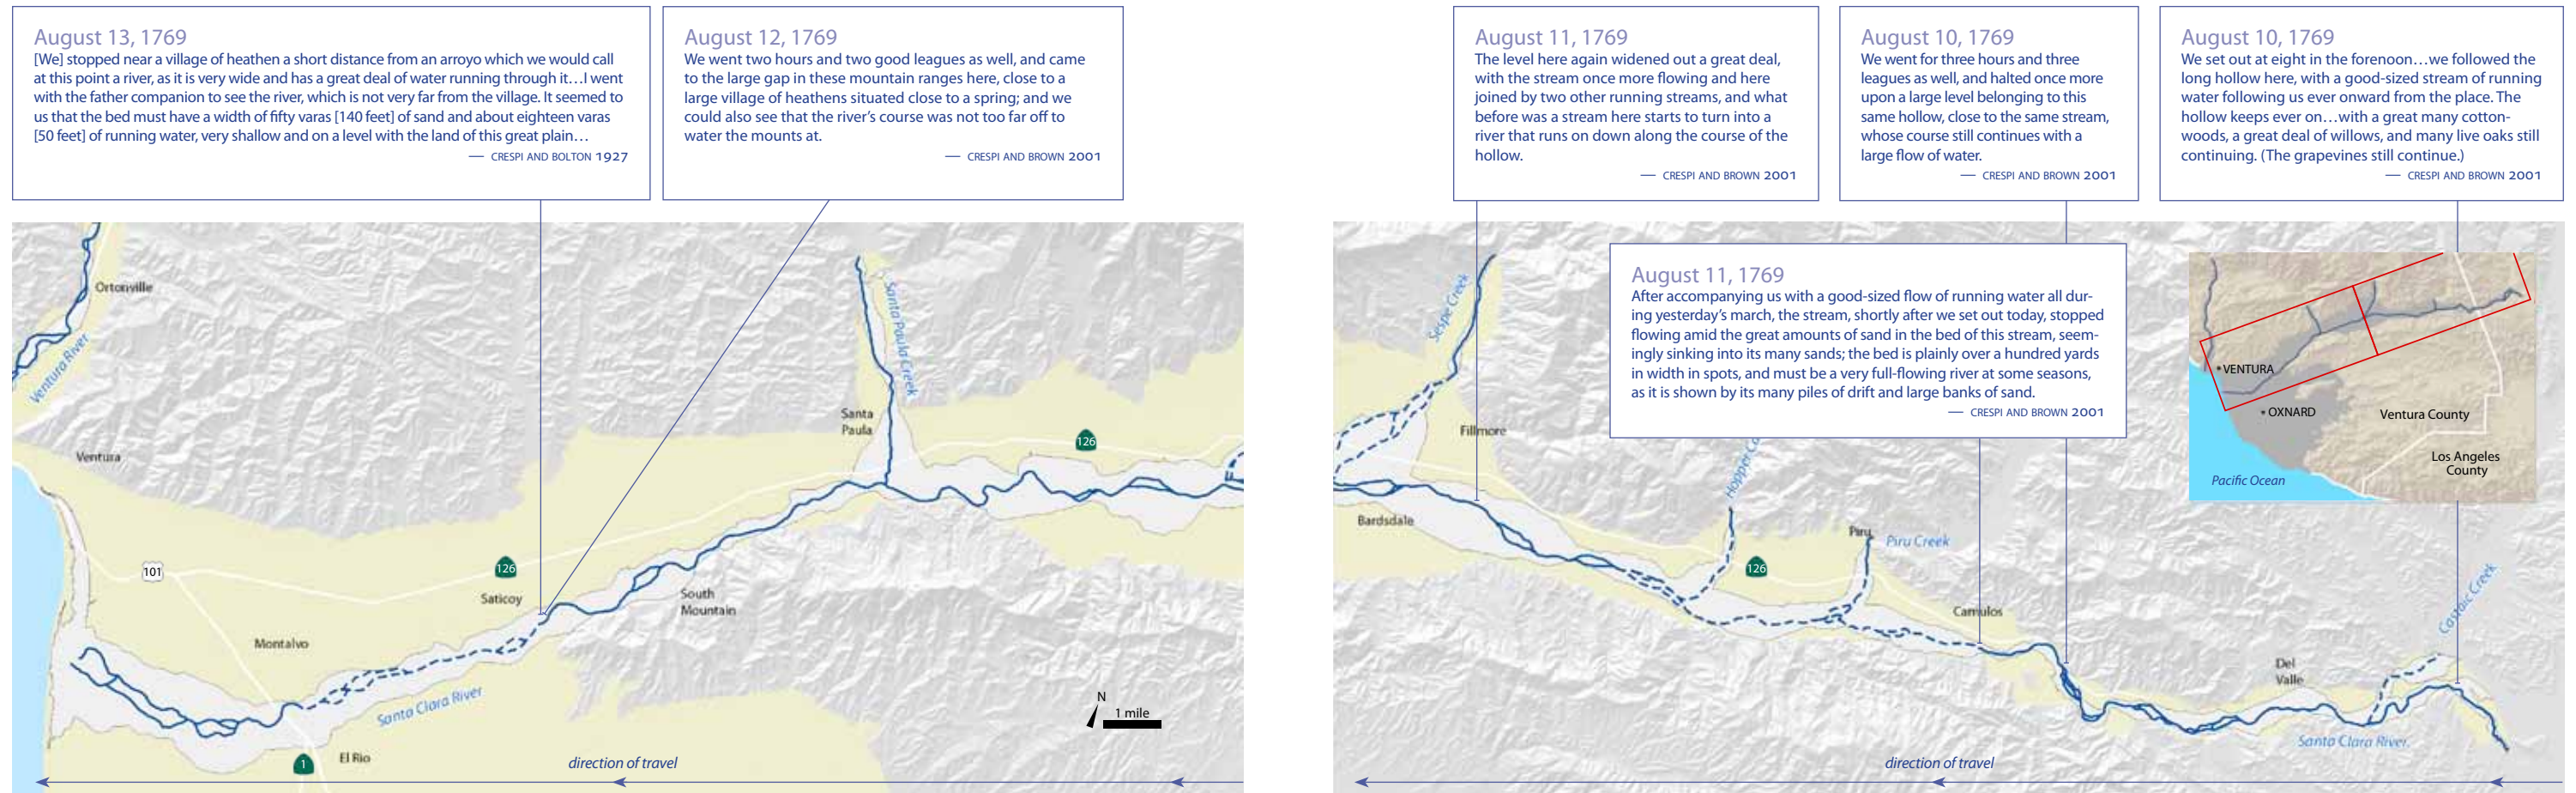 August 13, 1769
[We] stopped near a village of heathen a short distance from an arroyo which we would call
at this point a river, as it is very wide and has a great deal of water running through it…I went
with the father companion to see the river, which is not very far from the village. It seemed to
us that the bed must have a width of fifty varas [140 feet] of sand and about eighteen varas
[50 feet] of running water, very shallow and on a level with the land of this great plain…
— CRESPI AND BOLTON 1927
August 12, 1769
We went two hours and two good leagues as well, and came
to the large gap in these mountain ranges here, close to a
large village of heathens situated close to a spring; and we
could also see that the river's course was not too far off to
water the mounts at.
— CRESPI AND BROWN 2001
August 11, 1769
The level here again widened out a great deal,
with the stream once more flowing and here
joined by two other running streams, and what
before was a stream here starts to turn into a
river that runs on down along the course of the
hollow.
— CRESPI AND BROWN 2001
August 10, 1769
We went for three hours and three
leagues as well, and halted once more
upon a large level belonging to this
same hollow, close to the same stream,
whose course still continues with a
large flow of water.
— CRESPI AND BROWN 2001
August 10, 1769
We set out at eight in the forenoon…we followed the
long hollow here, with a good-sized stream of running
water following us ever onward from the place. The
hollow keeps ever on…with a great many cotton-
woods, a great deal of willows, and many live oaks still
continuing. (The grapevines still continue.)
— CRESPI AND BROWN 2001
August 11, 1769
After accompanying us with a good-sized flow of running water all dur-
ing yesterday's march, the stream, shortly after we set out today, stopped
flowing amid the great amounts of sand in the bed of this stream, seem-
ingly sinking into its many sands; the bed is plainly over a hundred yards
in width in spots, and must be a very full-flowing river at some seasons,
as it is shown by its many piles of drift and large banks of sand.
— CRESPI AND BROWN 2001
Ortonville
Ventura River
Ventura
101
126
Saticoy
Montalvo
Santa Clara River
1
El Rio
Santa Paula Creek
Santa
Paula
126
South
Mountain
N
1 mile
direction of travel
Sespe Creek
Fillmore
Bardsdale
Hopper
126
Piru
Piru Creek
Camulos
Del
Valle
Castaic Creek
Santa Clara River
direction of travel
VENTURA
OXNARD
Ventura County
Los Angeles
County
Pacific Ocean